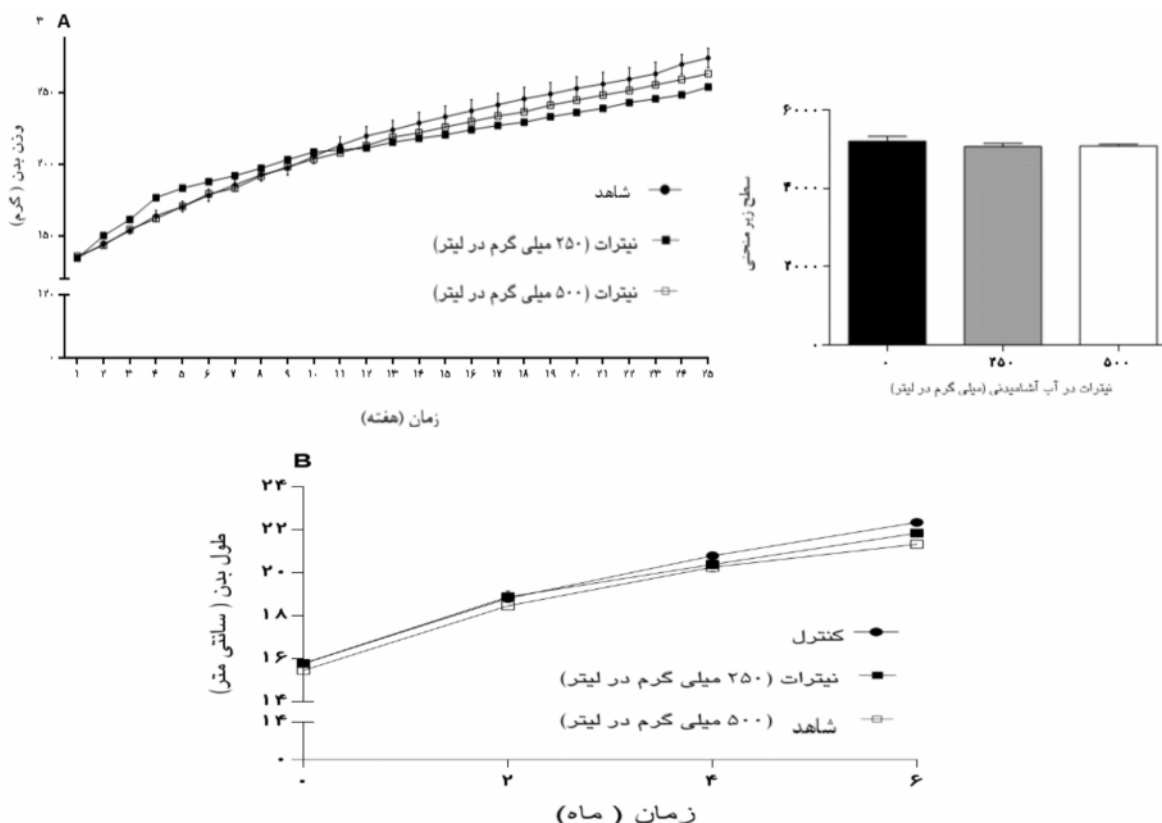 ۳ A
۲۵۰
۲۰۰
۱۵۰
۱۲۰
۰
وزن بدن (گرم)
شاهد
نیترات (۲۵۰ میلی گرم در لیتر)
نیترات (۵۰۰ میلی گرم در لیتر)
۱ ۲ ۳ ۴ ۵ ۶ ۷ ۸ ۹ ۱۰ ۱۱ ۱۲ ۱۳ ۱۴ ۱۵ ۱۶ ۱۷ ۱۸ ۱۹ ۲۰ ۲۱ ۲۲ ۲۳ ۲۴ ۲۵
زمان (هفته)
۶۰۰۰
۴۰۰۰
۲۰۰۰
۰
سطح زیر منحنی
۰ ۲۵۰ ۵۰۰
نیترات در آب آشامیدنی (میلی گرم در لیتر)
B
۲۴
۲۲
۲۰
۱۸
۱۶
۱۴
۱۴
۰
طول بدن (سانتی متر)
کنترل
نیترات (۲۵۰ میلی گرم در لیتر)
شاهد (۵۰۰ میلی گرم در لیتر)
۰ ۲ ۴ ۶
زمان (ماه)